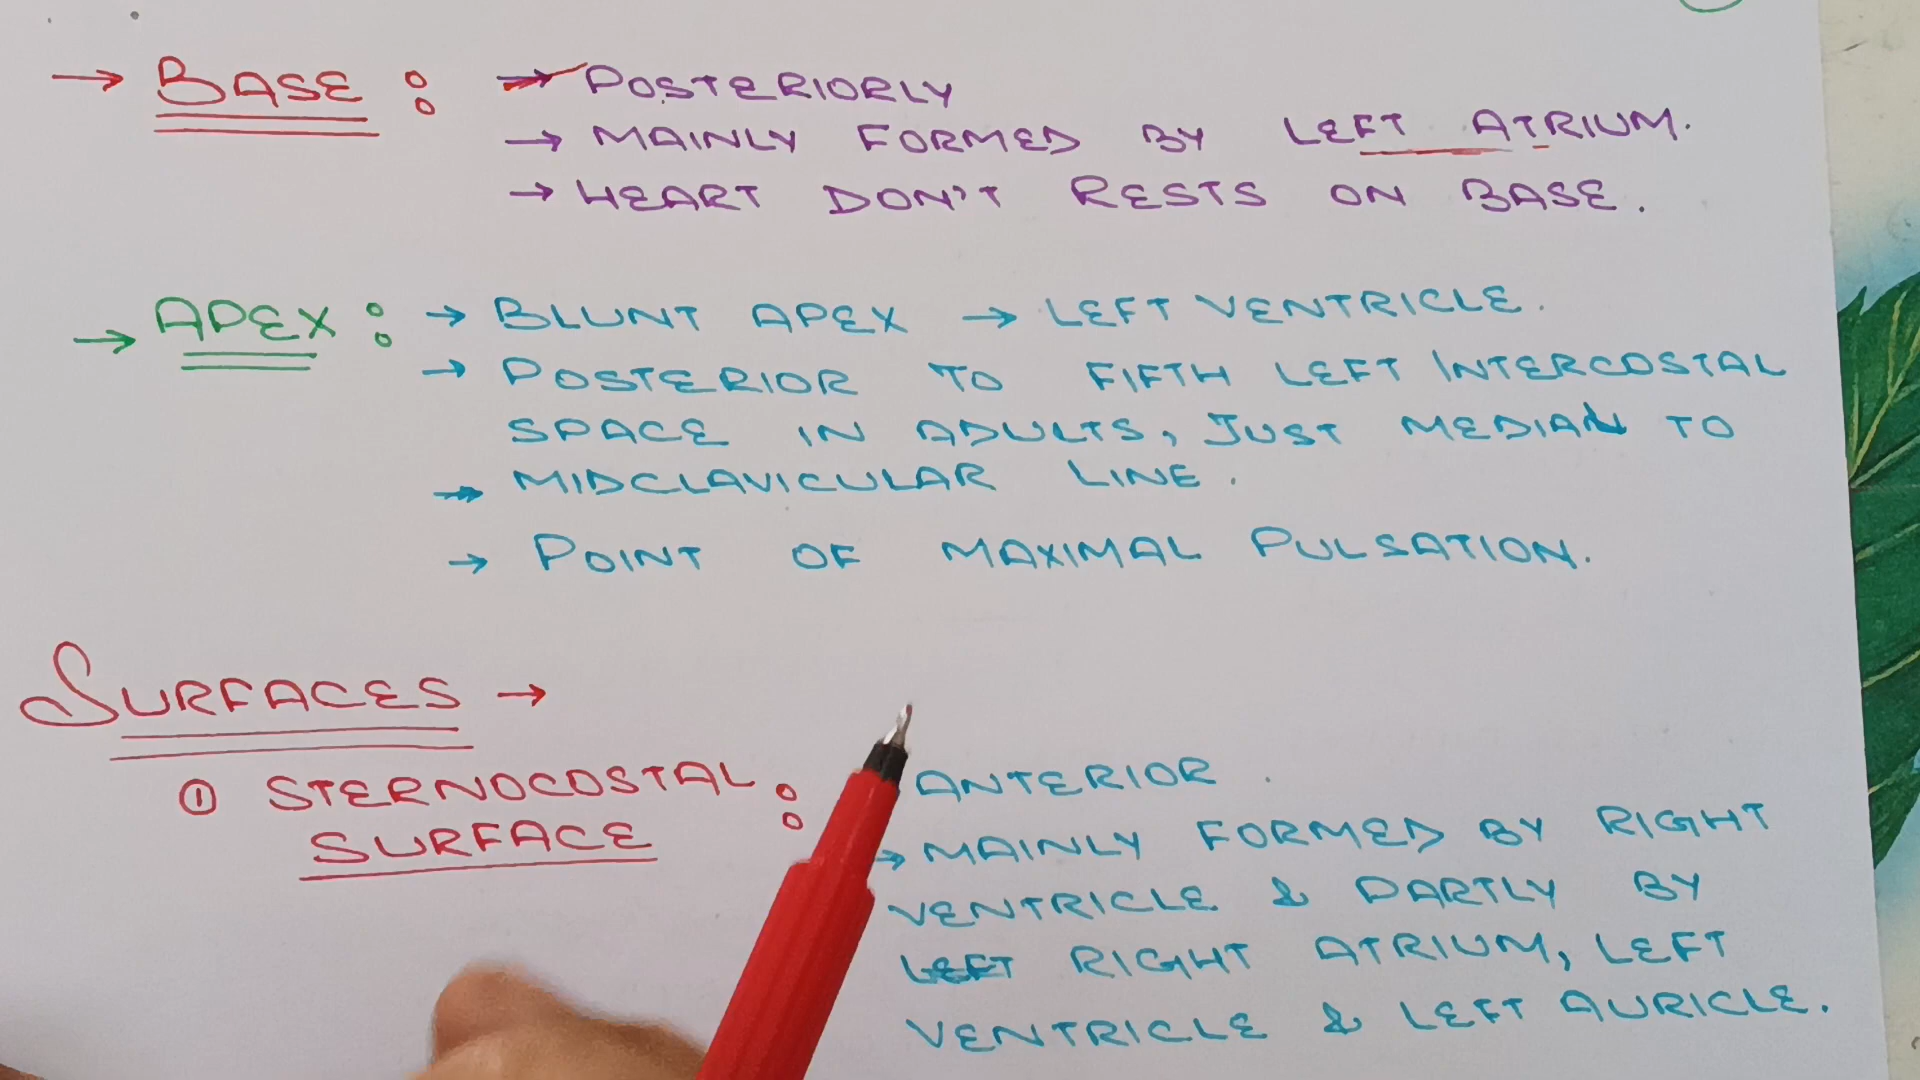 → BASE : → POSTERIORLY
→ MAINLY FORMED BY LEFT ATRIUM.
→ HEART DON'T RESTS ON BASE.
→ APEX : → BLUNT APEX → LEFT VENTRICLE.
→ POSTERIOR TO FIFTH LEFT INTERCOSTAL
SPACE IN ADULTS, JUST MEDIAN TO
→ MIDCLAVICULAR LINE.
→ POINT OF MAXIMAL PULSATION.
SURFACES →
① STERNOCOSTAL : ANTERIOR.
SURFACE
→ MAINLY FORMED BY RIGHT
VENTRICLE & PARTLY BY
LEFT RIGHT ATRIUM, LEFT
VENTRICLE & LEFT AURICLE.